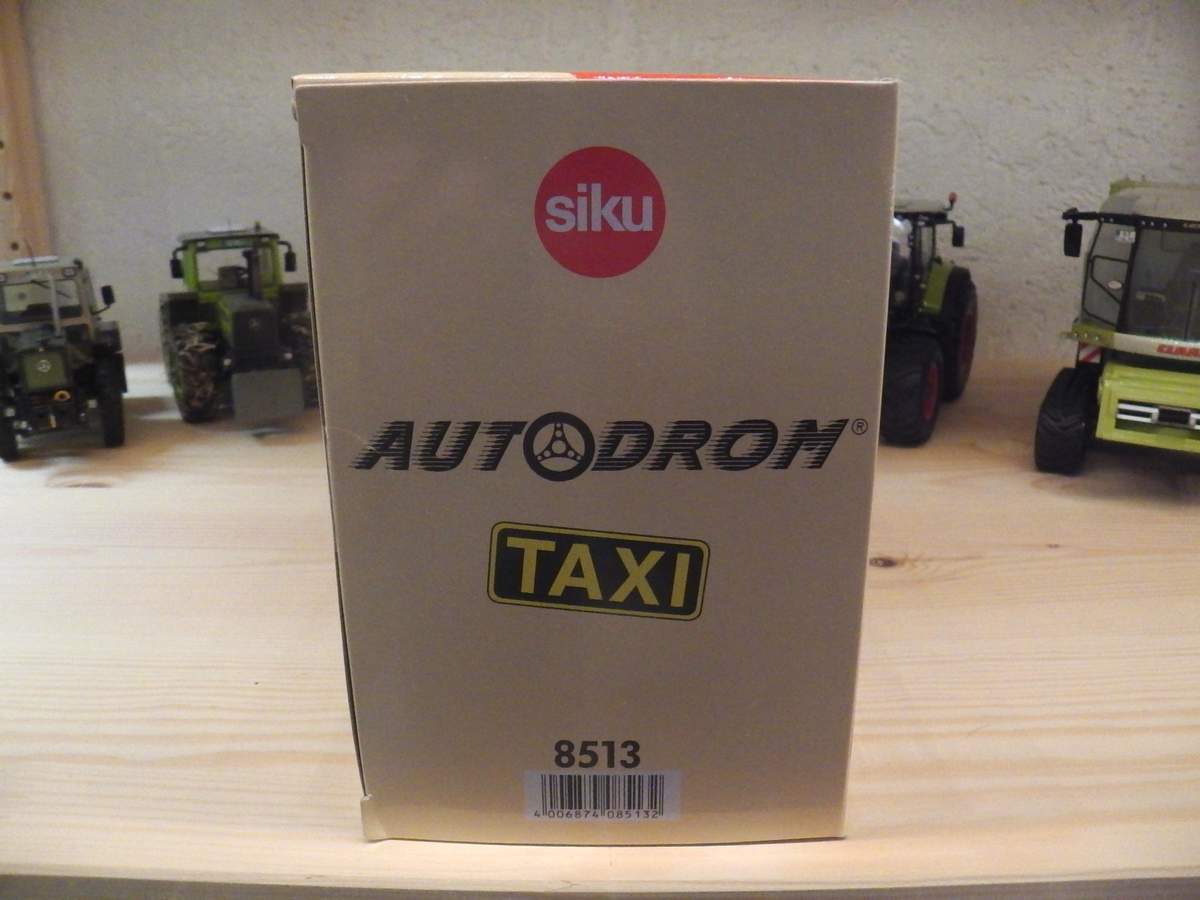 siku
AUTODROM®
TAXI
8513
4 006874 085132